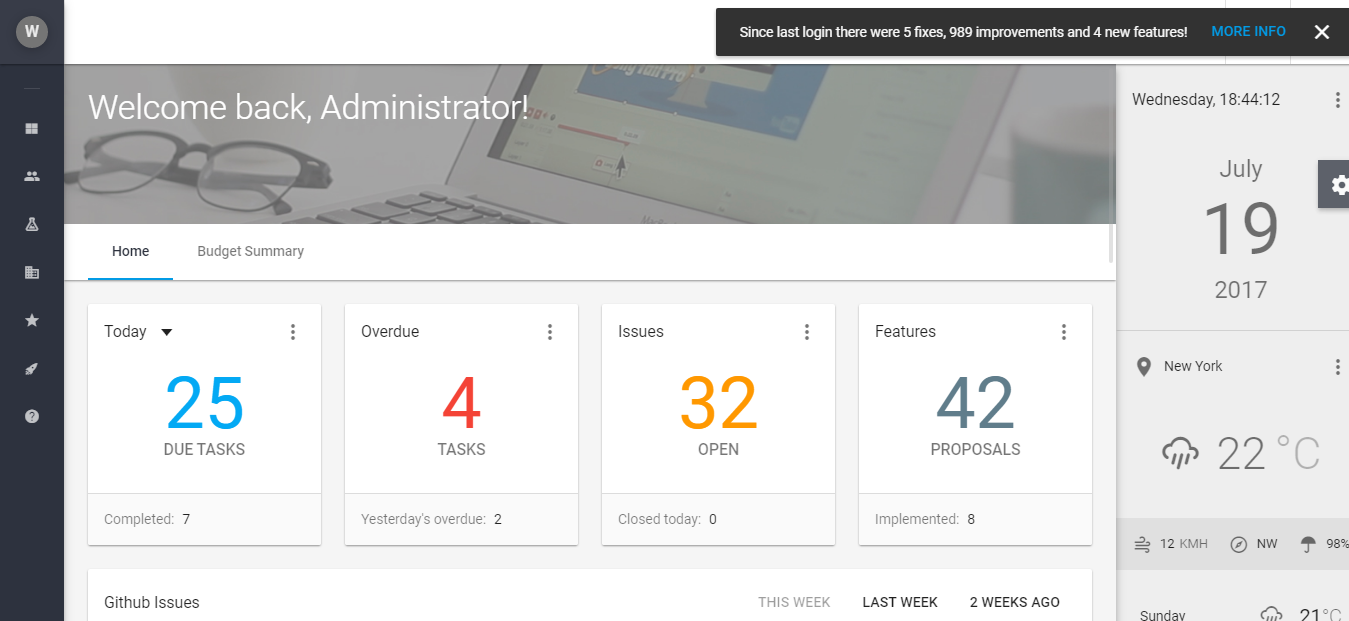 W
Since last login there were 5 fixes, 989 improvements and 4 new features! MORE INFO
Welcome back, Administrator!
Home Budget Summary
Today
25
DUE TASKS
Completed: 7
Overdue
4
TASKS
Yesterday's overdue: 2
Issues
32
OPEN
Closed today: 0
Features
42
PROPOSALS
Implemented: 8
Github Issues THIS WEEK LAST WEEK 2 WEEKS AGO
Wednesday, 18:44:12
July
19
2017
New York
22 °C
12 KMH NW 98%
Sunday 21°C